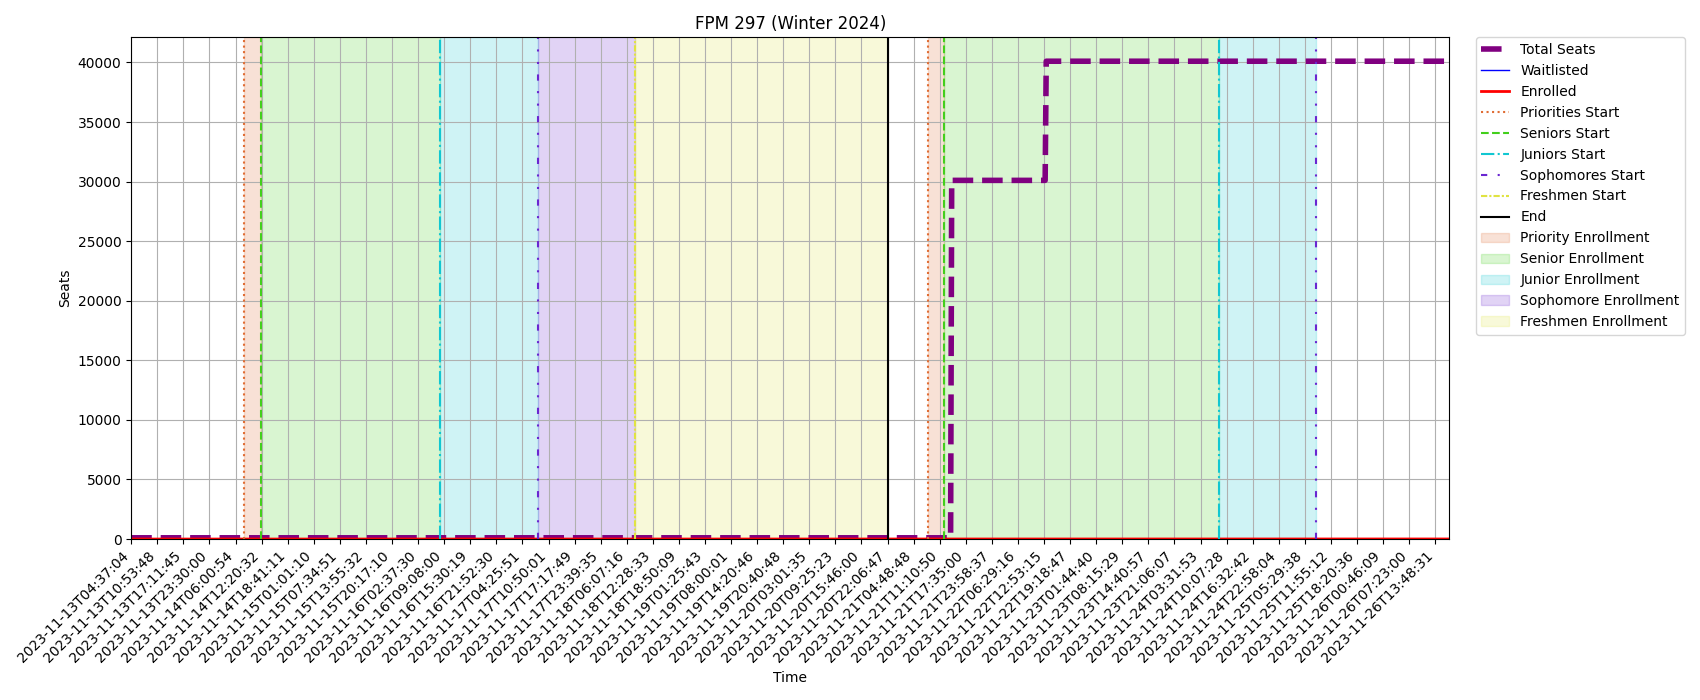 FPM 297 (Winter 2024)
Seats
40000
35000
30000
25000
20000
15000
10000
5000
0
2023-11-13T04:37:04
2023-11-13T10:53:48
2023-11-13T17:11:45
2023-11-13T23:30:00
2023-11-14T06:00:54
2023-11-14T12:20:32
2023-11-14T18:41:11
2023-11-15T01:01:10
2023-11-15T07:34:51
2023-11-15T13:55:32
2023-11-15T20:17:10
2023-11-16T02:37:30
2023-11-16T09:08:00
2023-11-16T15:30:19
2023-11-16T21:52:30
2023-11-17T04:25:51
2023-11-17T10:50:01
2023-11-17T17:17:49
2023-11-17T23:39:35
2023-11-18T06:07:16
2023-11-18T12:28:33
2023-11-18T18:50:09
2023-11-19T01:25:43
2023-11-19T08:00:01
2023-11-19T14:20:46
2023-11-19T20:40:48
2023-11-20T03:01:35
2023-11-20T09:25:23
2023-11-20T15:46:00
2023-11-20T22:06:47
2023-11-21T04:48:48
2023-11-21T11:10:50
2023-11-21T17:35:00
2023-11-21T23:58:37
2023-11-22T06:29:16
2023-11-22T12:53:15
2023-11-22T19:18:47
2023-11-23T01:44:40
2023-11-23T08:15:29
2023-11-23T14:40:57
2023-11-23T21:06:07
2023-11-24T03:31:53
2023-11-24T10:07:28
2023-11-24T16:32:42
2023-11-24T22:58:04
2023-11-25T05:29:38
2023-11-25T11:55:12
2023-11-25T18:20:36
2023-11-26T00:46:09
2023-11-26T07:23:00
2023-11-26T13:48:31
Time
Total Seats
Waitlisted
Enrolled
Priorities Start
Seniors Start
Juniors Start
Sophomores Start
Freshmen Start
End
Priority Enrollment
Senior Enrollment
Junior Enrollment
Sophomore Enrollment
Freshmen Enrollment